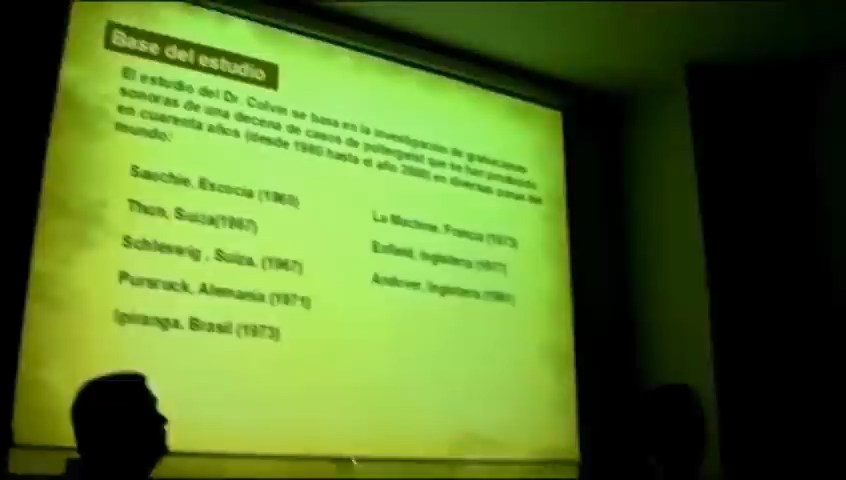 Base del estudio
El estudio del Dr. Colvin se basa en la investigación de grabaciones
sonoras de una decena de casos de poltergeist que se han producido
en cuarenta años (desde 1960 hasta el año 2000) en diversas zonas del
mundo:
Sauchie, Escocia (1960)
Thun, Suiza(1967)
Schleswig , Suiza, (1967)
Pursruck, Alemania (1971)
Ipiranga, Brasil (1973)
La Machine, Francia (1973)
Enfield, Inglaterra (1977)
Andover, Inglaterra